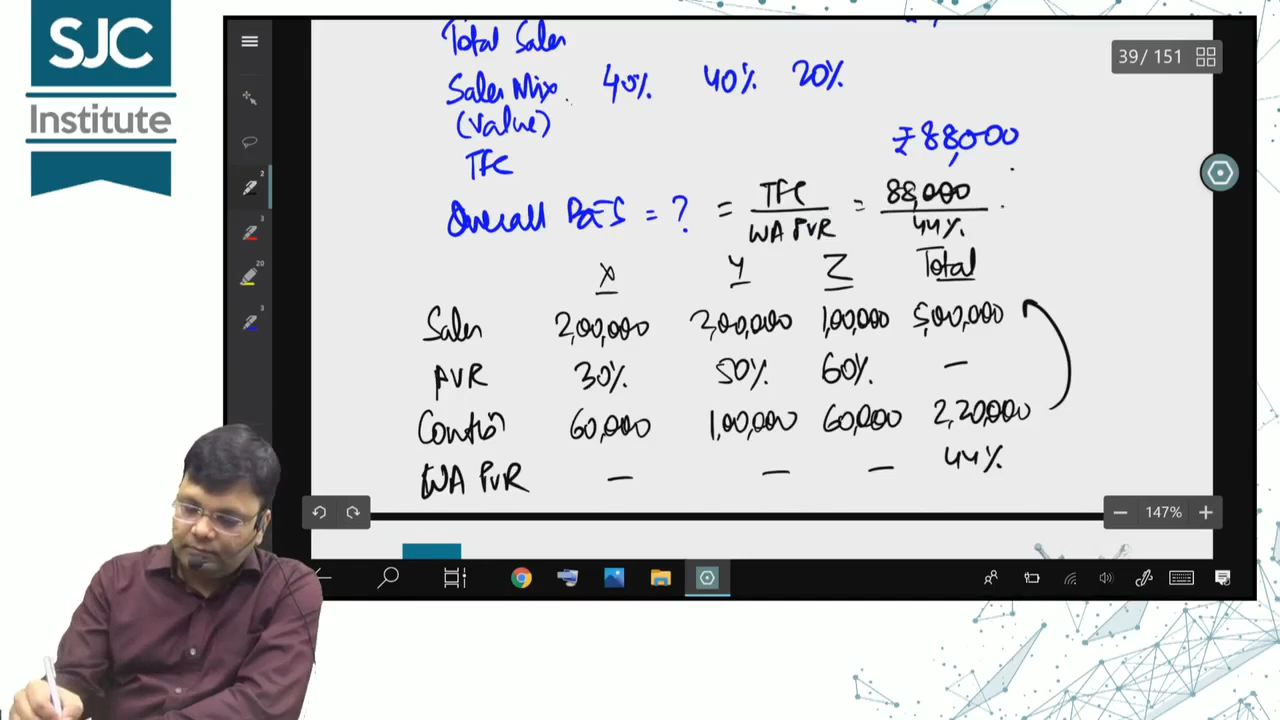 SJC
Institute
39 / 151
Total Sales
Sales Mix 40% 40% 20%
(Value)
TFC ₹88,000
Overall BES = ? = TFC / WA PVR = 88,000 / 44%
X Y Z Total
Sales 2,00,000 2,00,000 1,00,000 5,00,000
PVR 30% 50% 60% —
Contri 60,000 1,00,000 60,000 2,20,000
WA PVR — — — 44%
147%